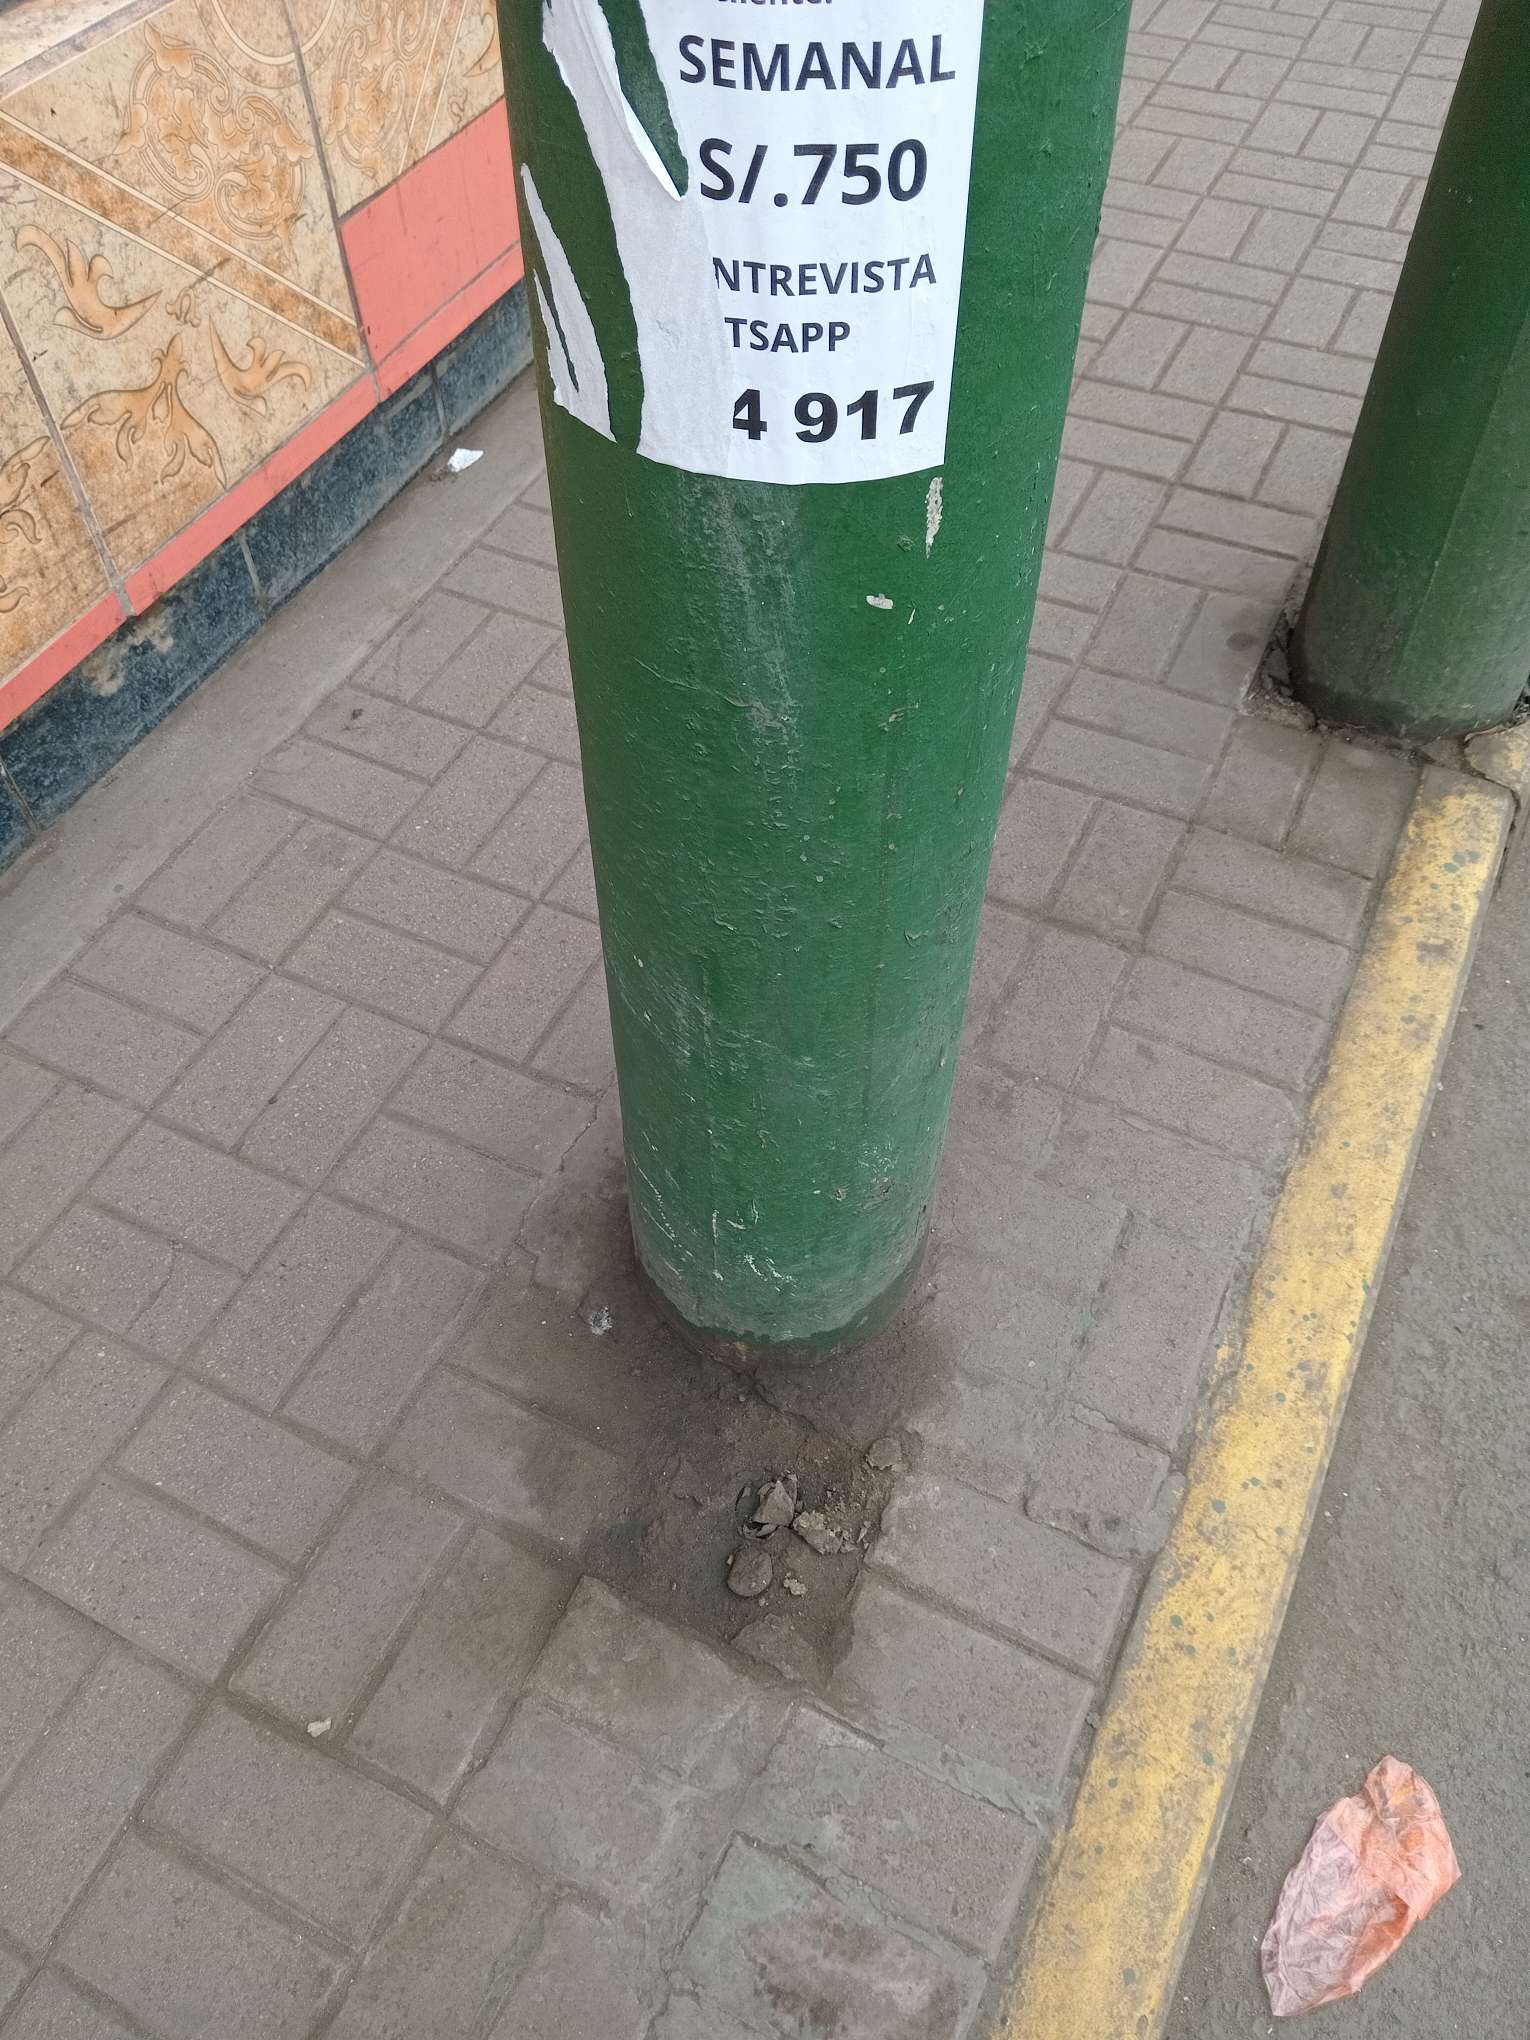 SEMANAL
S/.750
NTREVISTA
TSAPP
4 917